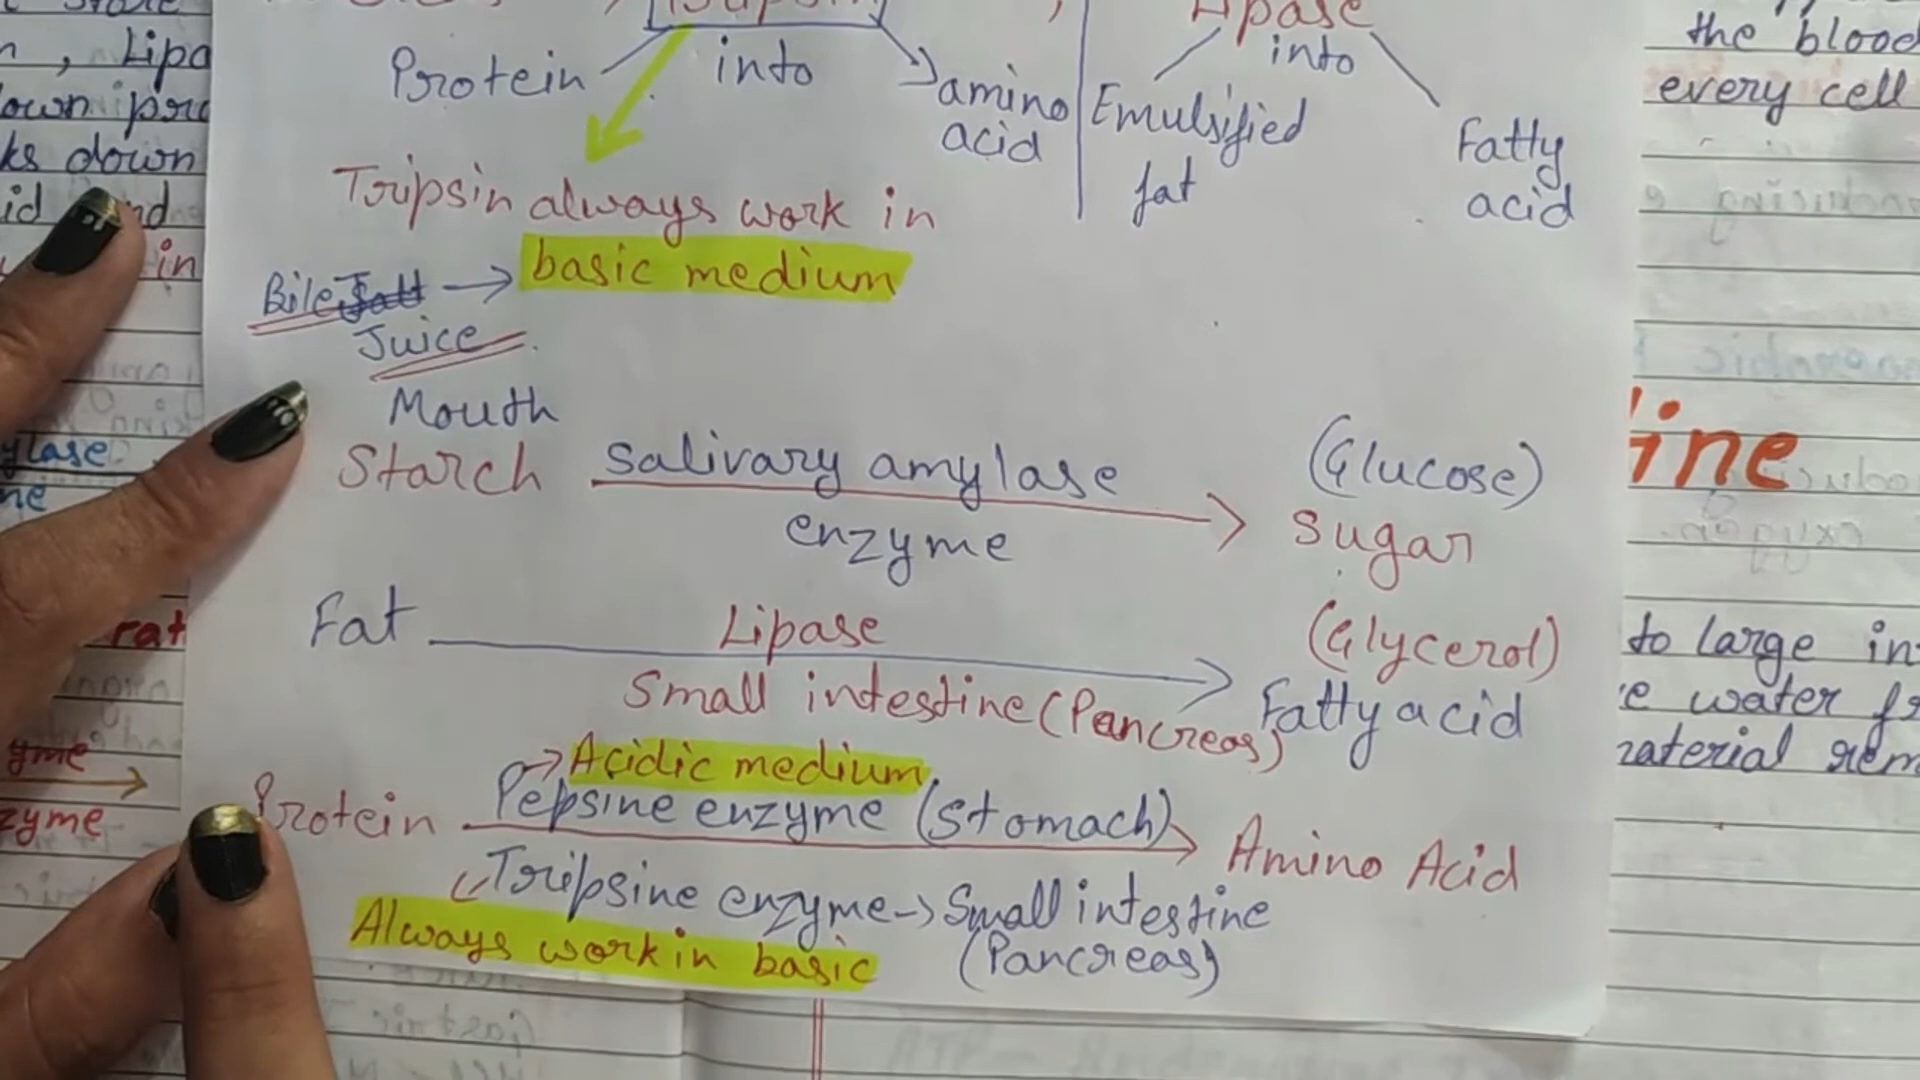 Lipase
Protein into amino
acid
into
Emulsified
fat
Fatty
acid
Tripsin always work in
basic medium
Bile →
Juice
Mouth
Starch salivary amylase (Glucose)
enzyme sugar
Fat Lipase (Glycerol)
Small intestine (Pancreas) Fatty acid
Acidic medium
Protein Pepsine enzyme (Stomach) Amino Acid
Tripsine enzyme → Small intestine
(Pancreas)
Always work in basic
down
in
the blood
every cell
ine
to large
water